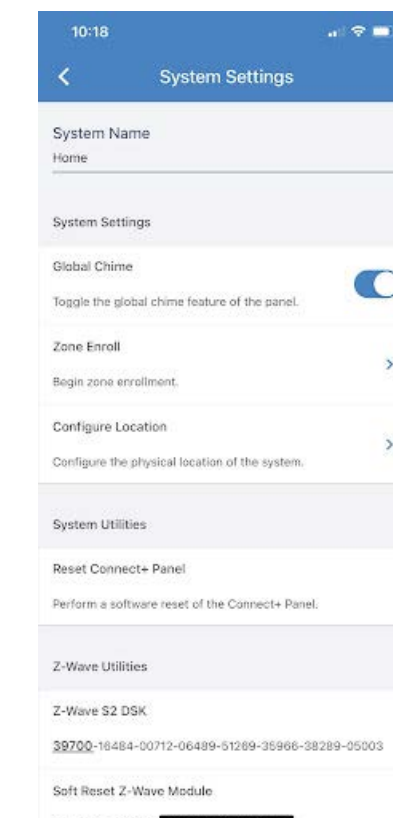 10:18
System Settings
System Name
Home
System Settings
Global Chime
Toggle the global chime feature of the panel.
Zone Enroll
Begin zone enrollment.
Configure Location
Configure the physical location of the system.
System Utilities
Reset Connect+ Panel
Perform a software reset of the Connect+ Panel.
Z-Wave Utilities
Z-Wave S2 DSK
39700-16484-00712-06489-51269-35966-38289-05003
Soft Reset Z-Wave Module